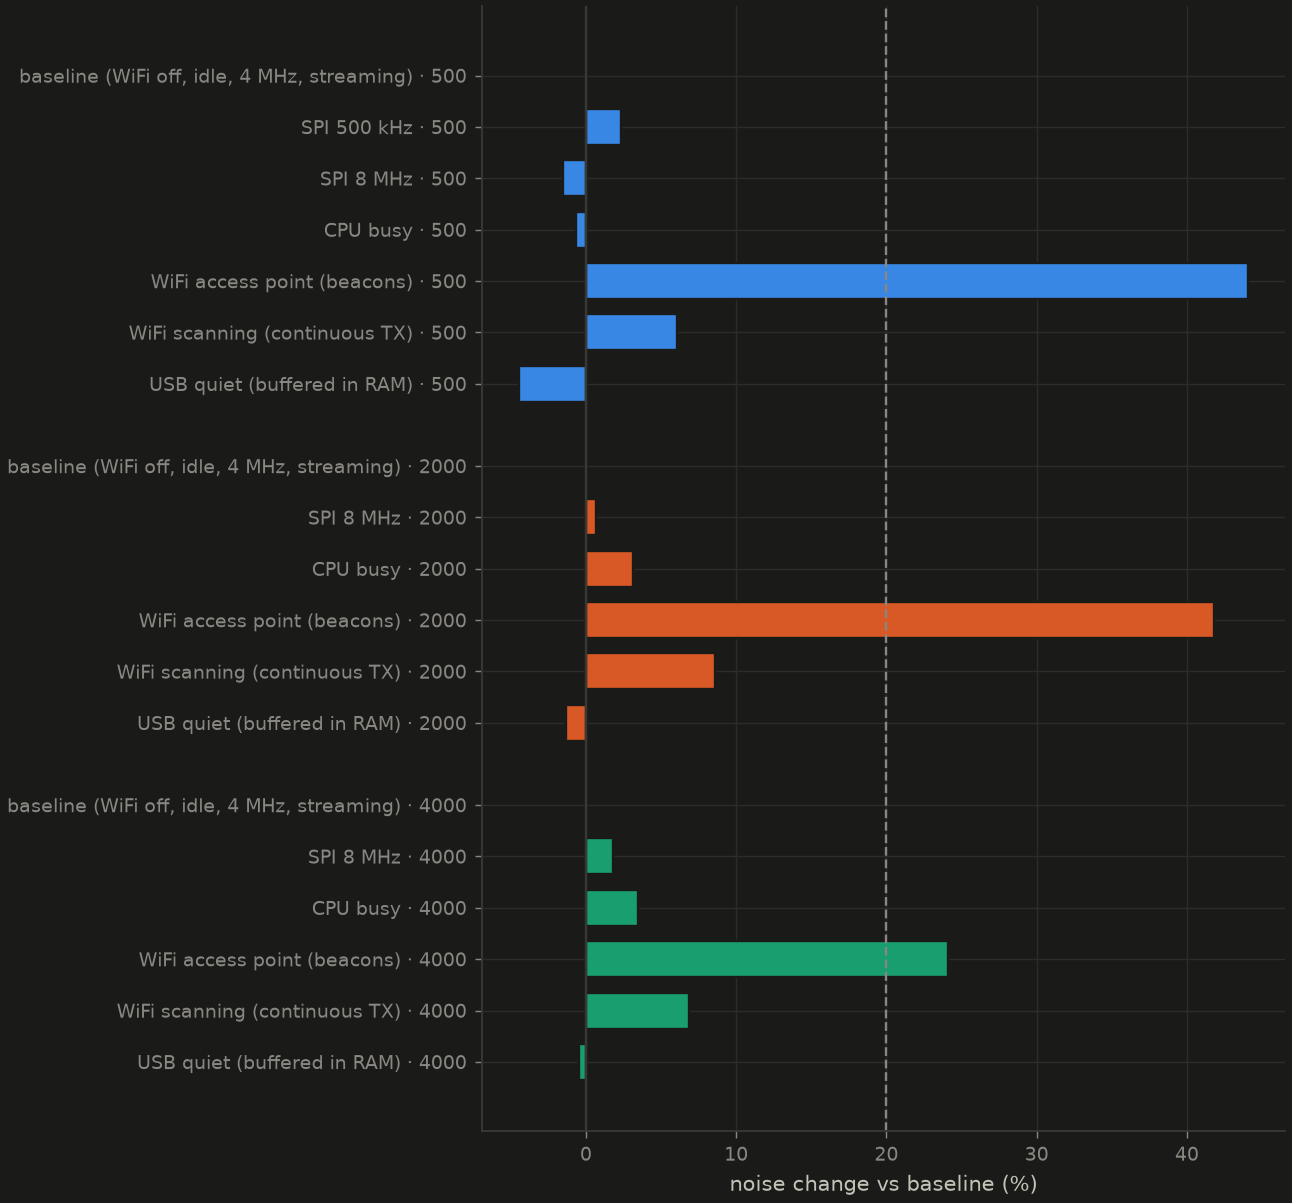 baseline (WiFi off, idle, 4 MHz, streaming) · 500
SPI 500 kHz · 500
SPI 8 MHz · 500
CPU busy · 500
WiFi access point (beacons) · 500
WiFi scanning (continuous TX) · 500
USB quiet (buffered in RAM) · 500
baseline (WiFi off, idle, 4 MHz, streaming) · 2000
SPI 8 MHz · 2000
CPU busy · 2000
WiFi access point (beacons) · 2000
WiFi scanning (continuous TX) · 2000
USB quiet (buffered in RAM) · 2000
baseline (WiFi off, idle, 4 MHz, streaming) · 4000
SPI 8 MHz · 4000
CPU busy · 4000
WiFi access point (beacons) · 4000
WiFi scanning (continuous TX) · 4000
USB quiet (buffered in RAM) · 4000
0 10 20 30 40
noise change vs baseline (%)